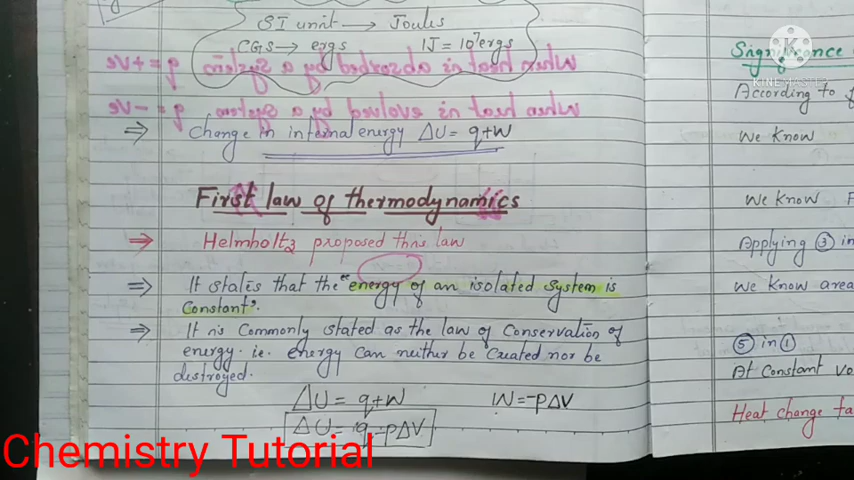 SI unit → Joules
CGS → ergs 1J = 10⁷ergs
When heat is absorbed by a system q = +ve
When heat is evolved by a system q = -ve
⇒ Change in internal energy ΔU = q+W
First law of thermodynamics
⇒ Helmholtz proposed this law
⇒ It states that the "energy of an isolated system is
Constant".
⇒ It is Commonly stated as the law of Conservation of
energy. ie. energy can neither be Created nor be
destroyed.
ΔU = q+W W=-PΔV
ΔU = q-PΔV
Significance
According to
We Know
We Know
Applying ③ in
We Know area
⑤ in ①
At Constant vo
Heat change
KINEMASTER
Chemistry Tutorial